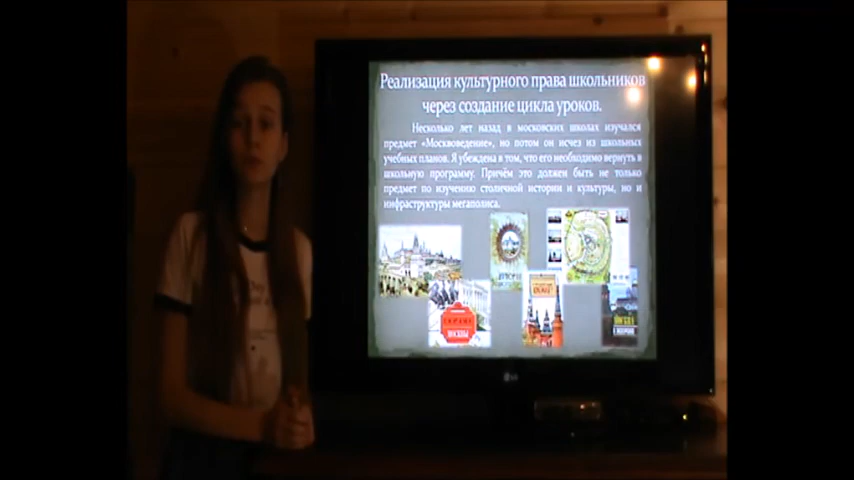 Реализация культурного права школьников
через создание цикла уроков.
Несколько лет назад в московских школах изучался
предмет «Москвоведение», но потом он исчез из школьных
учебных планов. Я убеждена в том, что его необходимо вернуть в
школьную программу. Причём это должен быть не только
предмет по изучению столичной истории и культуры, но и
инфраструктуры мегаполиса.
LG